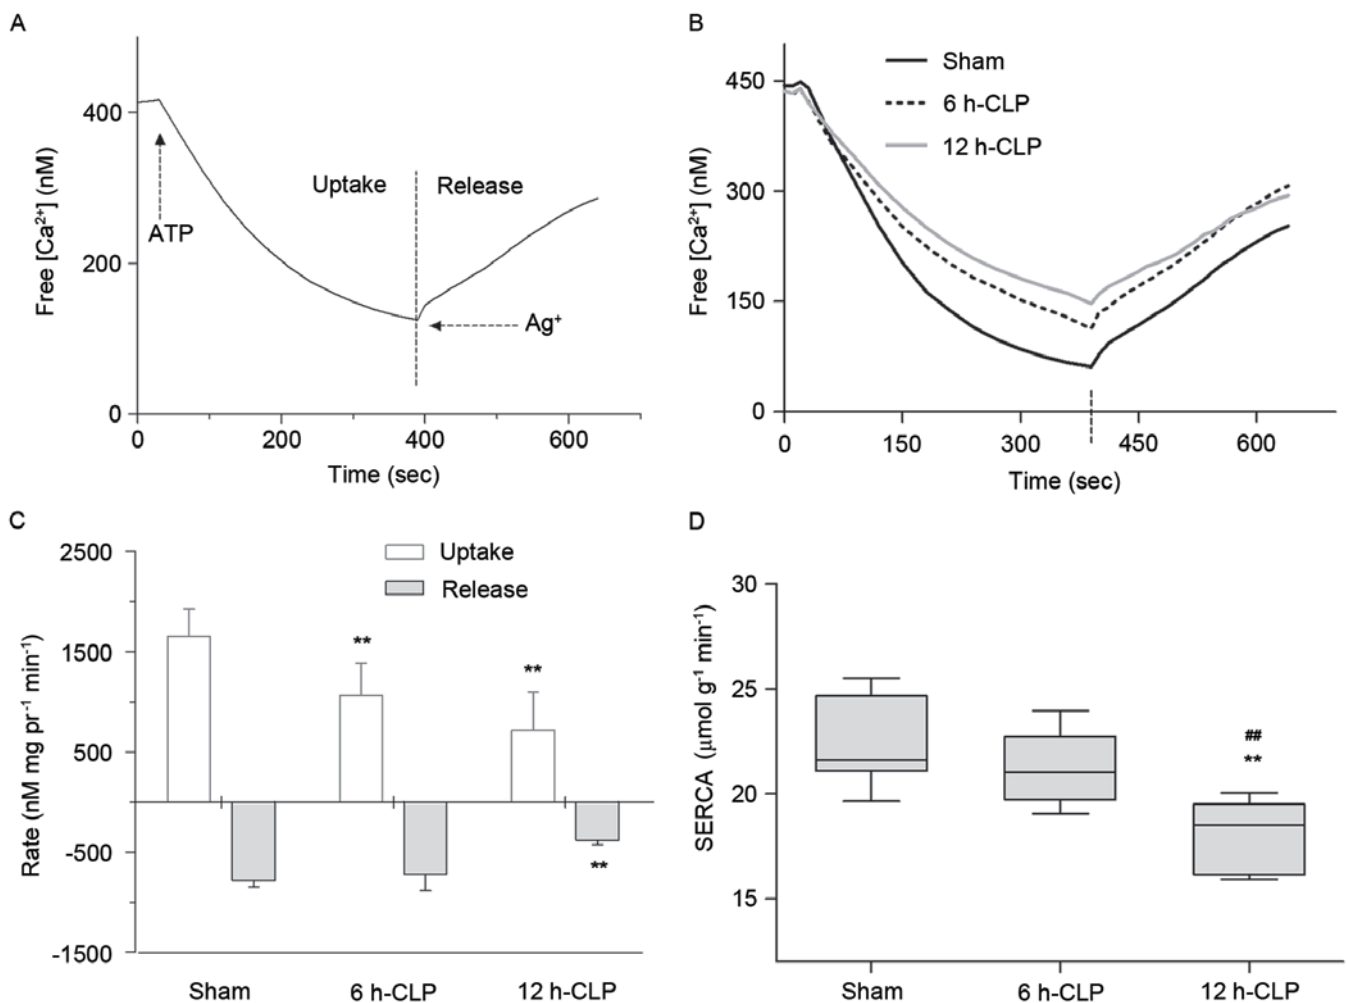 A
Free [Ca²⁺] (nM)
400
200
0
Uptake
Release
ATP
Ag⁺
0
200
400
600
Time (sec)
B
Free [Ca²⁺] (nM)
450
300
150
0
Sham
6 h-CLP
12 h-CLP
0
150
300
450
600
Time (sec)
C
Rate (nM mg pr⁻¹ min⁻¹)
2500
1500
500
-500
-1500
Uptake
Release
**
**
**
Sham
6 h-CLP
12 h-CLP
D
SERCA (μmol g⁻¹ min⁻¹)
30
25
20
15
##
**
Sham
6 h-CLP
12 h-CLP